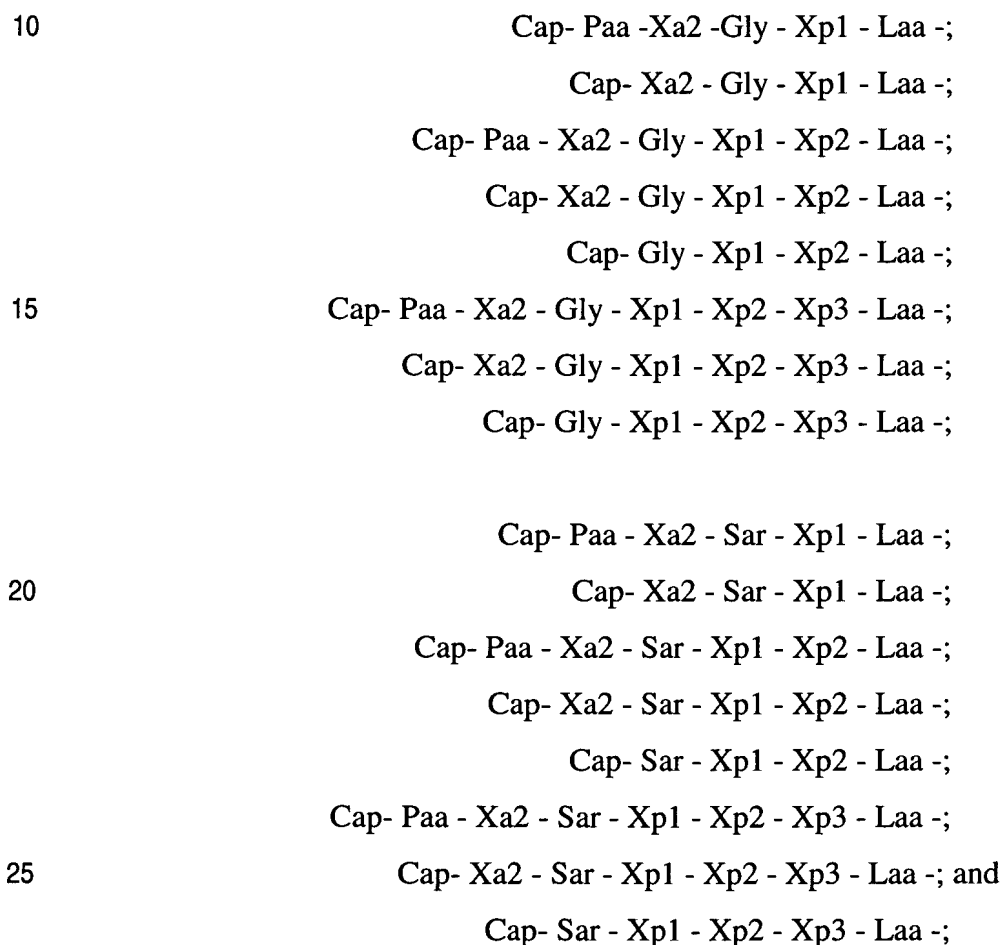 10 Cap- Paa -Xa2 -Gly - Xp1 - Laa -;
Cap- Xa2 - Gly - Xp1 - Laa -;
Cap- Paa - Xa2 - Gly - Xp1 - Xp2 - Laa -;
Cap- Xa2 - Gly - Xp1 - Xp2 - Laa -;
Cap- Gly - Xp1 - Xp2 - Laa -;
15 Cap- Paa - Xa2 - Gly - Xp1 - Xp2 - Xp3 - Laa -;
Cap- Xa2 - Gly - Xp1 - Xp2 - Xp3 - Laa -;
Cap- Gly - Xp1 - Xp2 - Xp3 - Laa -;
Cap- Paa - Xa2 - Sar - Xp1 - Laa -;
20 Cap- Xa2 - Sar - Xp1 - Laa -;
Cap- Paa - Xa2 - Sar - Xp1 - Xp2 - Laa -;
Cap- Xa2 - Sar - Xp1 - Xp2 - Laa -;
Cap- Sar - Xp1 - Xp2 - Laa -;
Cap- Paa - Xa2 - Sar - Xp1 - Xp2 - Xp3 - Laa -;
25 Cap- Xa2 - Sar - Xp1 - Xp2 - Xp3 - Laa -; and
Cap- Sar - Xp1 - Xp2 - Xp3 - Laa -;